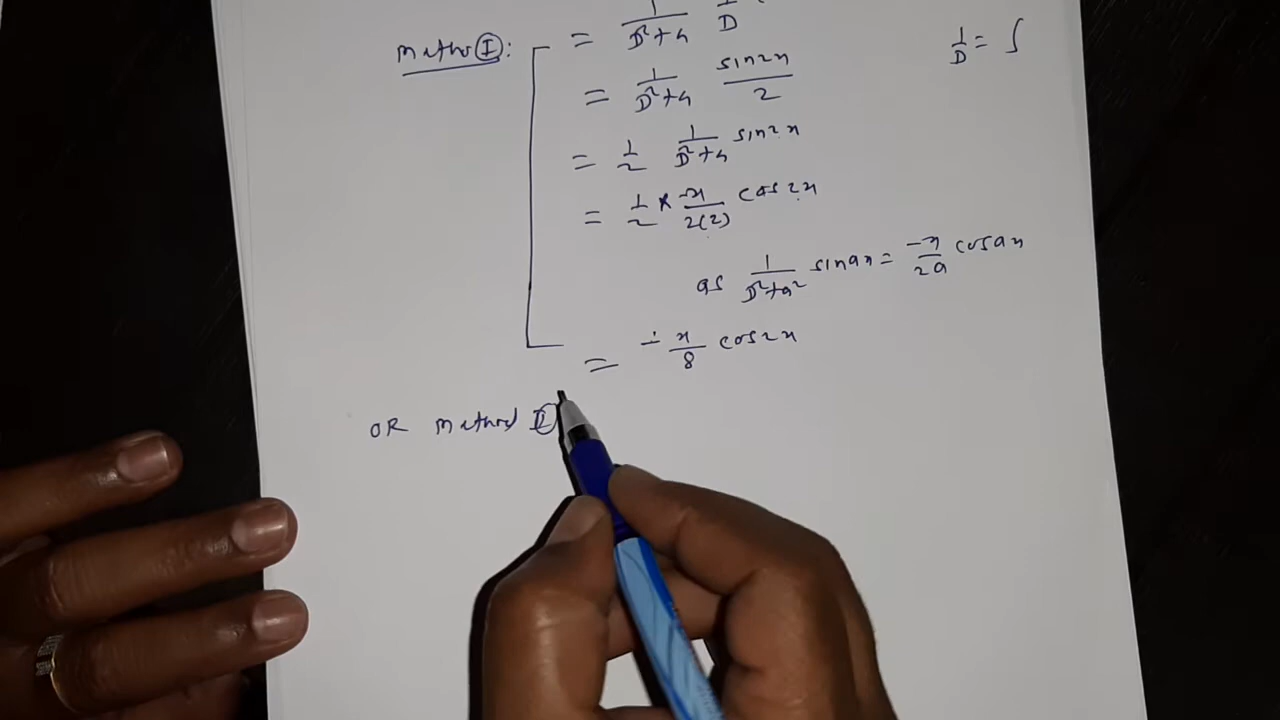 = 1/(D²+4) 1/D
Method (I): 1/D = ∫
= 1/(D²+4) sin2x/2
= 1/2 1/(D²+4) sin2x
= 1/2 × -x/2(2) cos2x
as 1/(D²+a²) sinax = -x/2a cosax
= - x/8 cos2x
OR Method (II)